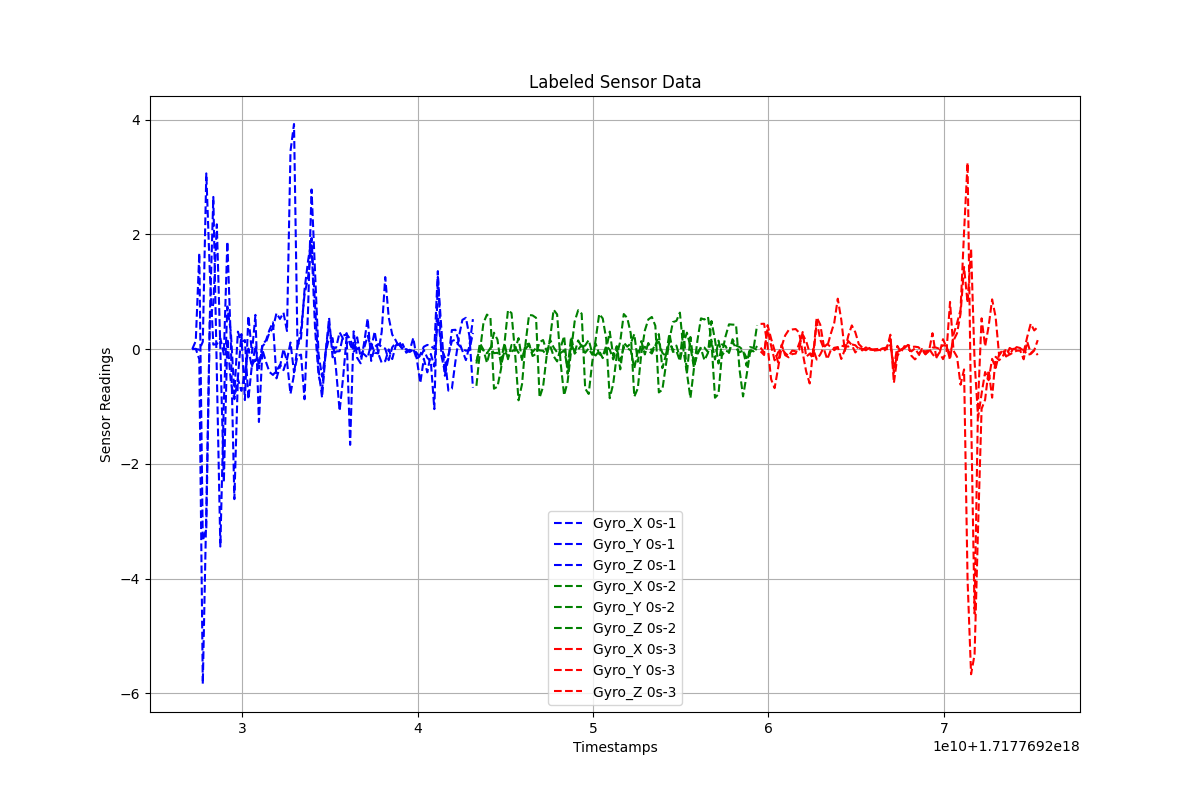 Labeled Sensor Data
4
2
0
−2
−4
−6
Sensor Readings
Gyro_X 0s-1
Gyro_Y 0s-1
Gyro_Z 0s-1
Gyro_X 0s-2
Gyro_Y 0s-2
Gyro_Z 0s-2
Gyro_X 0s-3
Gyro_Y 0s-3
Gyro_Z 0s-3
3 4 5 6 7
Timestamps
1e10+1.7177692e18